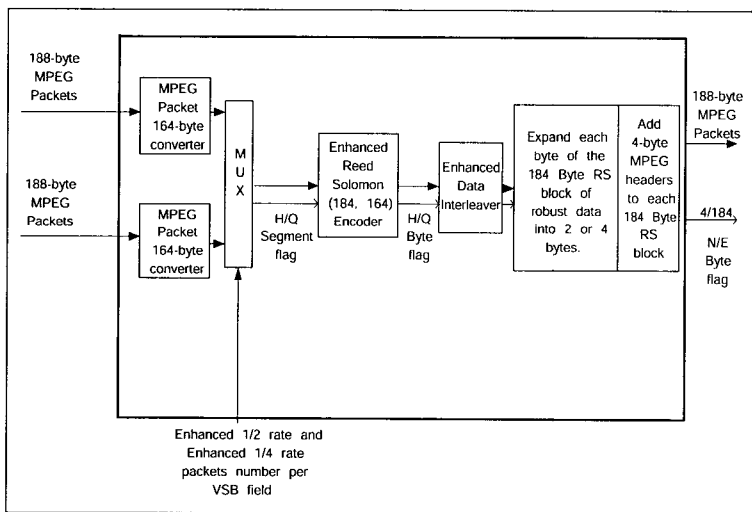 188-byte
MPEG
Packets
MPEG
Packet
164-byte
converter
188-byte
MPEG
Packets
MPEG
Packet
164-byte
converter
M
U
X
H/Q
Segment
flag
Enhanced
Reed
Solomon
(184, 164)
Encoder
H/Q
Byte
flag
Enhanced
Data
Interleaver
Expand each
byte of the
184 Byte RS
block of
robust data
into 2 or 4
bytes.
Add
4-byte
MPEG
headers
to each
184 Byte
RS
block
188-byte
MPEG
Packets
4/184
N/E
Byte
flag
Enhanced 1/2 rate and
Enhanced 1/4 rate
packets number per
VSB field